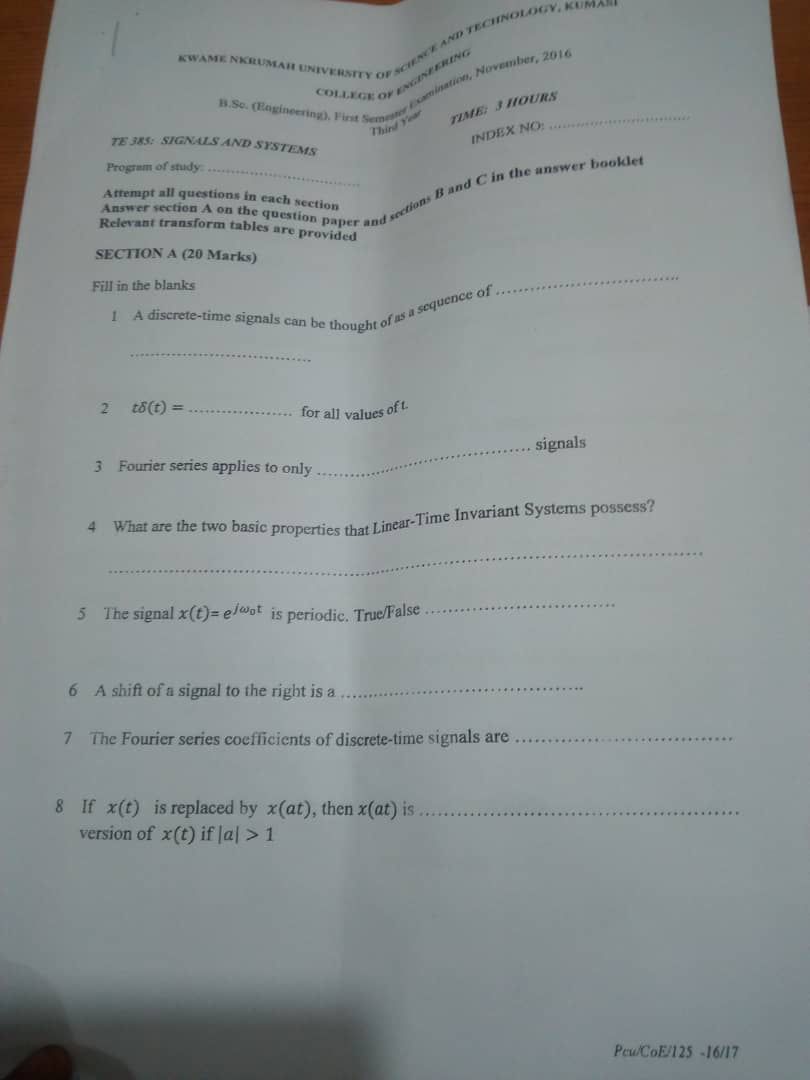 KWAME NKRUMAH UNIVERSITY OF SCIENCE AND TECHNOLOGY, KUMASI
COLLEGE OF ENGINEERING
B.Sc. (Engineering), First Semester Examination, November, 2016
Third Year
TIME: 3 HOURS
TE 385: SIGNALS AND SYSTEMS
INDEX NO: ..............................
Program of study: ..............................
Attempt all questions in each section
Answer section A on the question paper and sections B and C in the answer booklet
Relevant transform tables are provided
SECTION A (20 Marks)
Fill in the blanks
1 A discrete-time signals can be thought of as a sequence of ..............................
..............................
2 tδ(t) = ................... for all values of t.
3 Fourier series applies to only .............................. signals
4 What are the two basic properties that Linear-Time Invariant Systems possess?
..............................
5 The signal x(t)= e^{jω₀t} is periodic. True/False ..............................
6 A shift of a signal to the right is a ..............................
7 The Fourier series coefficients of discrete-time signals are ..............................
8 If x(t) is replaced by x(at), then x(at) is ..............................
version of x(t) if |a| > 1
Pcu/CoE/125 -16/17